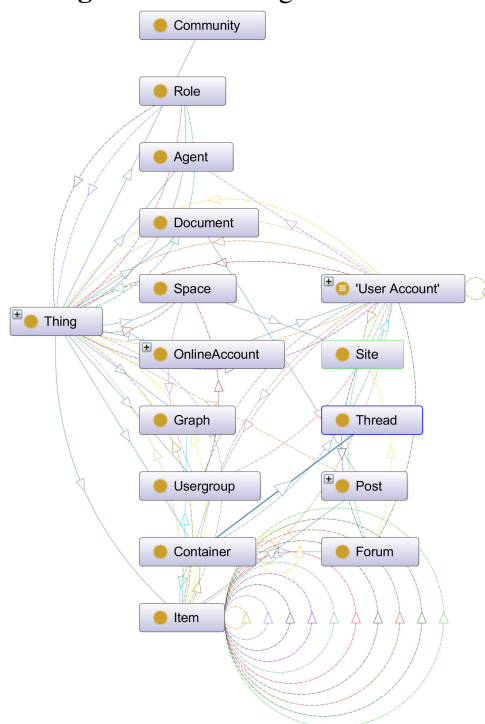 Community
Role
Agent
Document
Space
'User Account'
Thing
OnlineAccount
Site
Graph
Thread
Usergroup
Post
Container
Forum
Item